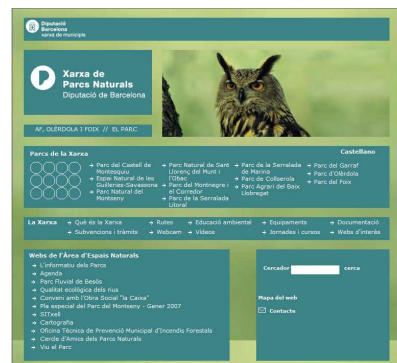 Diputació
Barcelona
xarxa de municipis
Xarxa de
Parcs Naturals
Diputació de Barcelona
AF, OLÈRDOLA I FOIX // EL PARC
Parcs de la Xarxa
Castellano
→ Parc del Castell de
Montesquiu
→ Espai Natural de les
Guilleries-Savassona
→ Parc Natural del
Montseny
→ Parc Natural de Sant
Llorenç del Munt i
l'Obac
→ Parc del Montnegre i
el Corredor
→ Parc de la Serralada
Litoral
→ Parc de la Serralada
de Marina
→ Parc de Collserola
→ Parc Agrari del Baix
Llobregat
→ Parc del Garraf
→ Parc d'Olèrdola
→ Parc del Foix
La Xarxa → Què és la Xarxa → Rutes → Educació ambiental → Equipaments → Documentació
→ Subvencions i tràmits → Webcam → Vídeos → Jornades i cursos → Webs d'interès
Webs de l'Àrea d'Espais Naturals
→ L'informatiu dels Parcs
→ Agenda
→ Parc Fluvial de Besòs
→ Qualitat ecològica dels rius
→ Conveni amb l'Obra Social "la Caixa"
→ Pla especial del Parc del Montseny - Gener 2007
→ SITxell
→ Cartografia
→ Oficina Tècnica de Prevenció Municipal d'Incendis Forestals
→ Cercle d'Amics dels Parcs Naturals
→ Viu el Parc
Cercador cerca
Mapa del web
Contacte